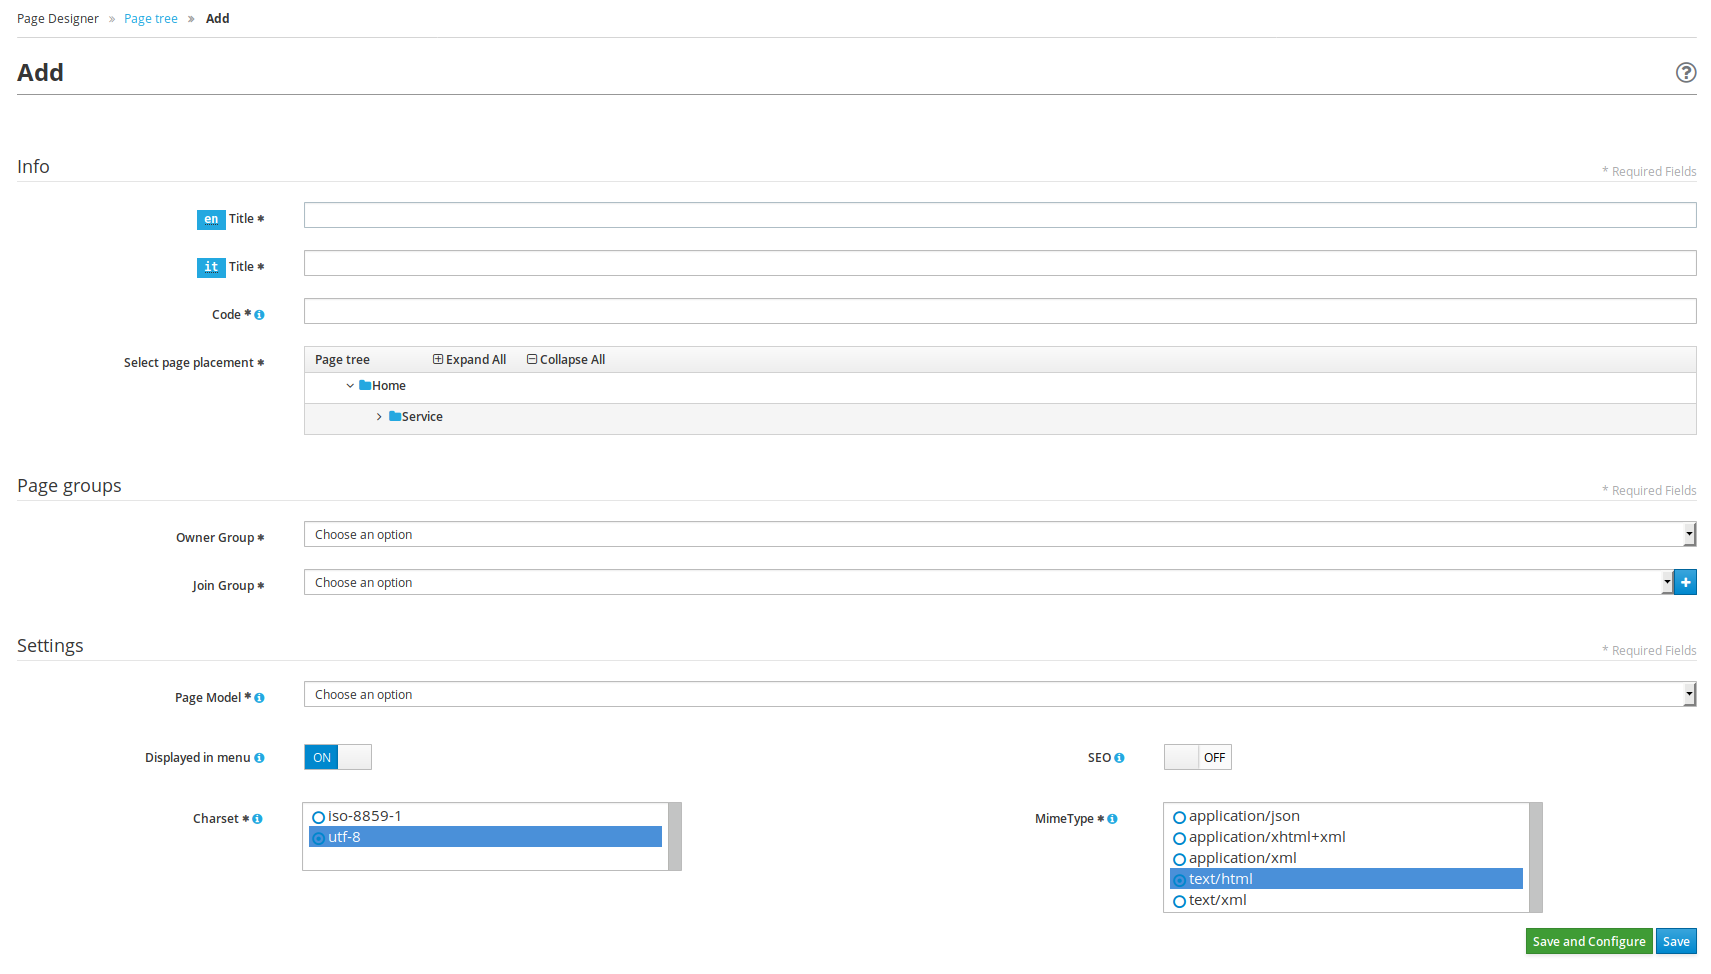 Page Designer » Page tree » Add
Add
Info
* Required Fields
en Title *
it Title *
Code *
Select page placement *
Page tree Expand All Collapse All
Home
Service
Page groups
* Required Fields
Owner Group * Choose an option
Join Group * Choose an option +
Settings
* Required Fields
Page Model * Choose an option
Displayed in menu ON SEO OFF
Charset *
iso-8859-1
utf-8
MimeType *
application/json
application/xhtml+xml
application/xml
text/html
text/xml
Save and Configure Save